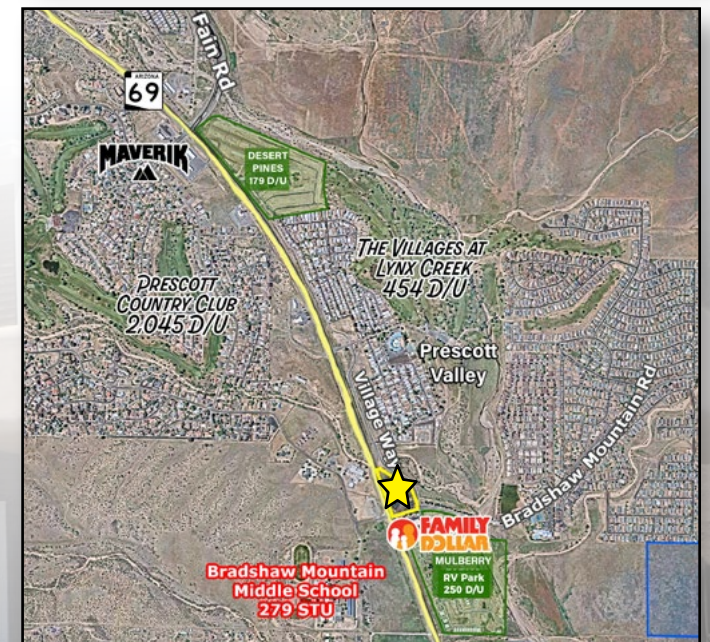 Fain Rd
ARIZONA
69
MAVERIK
DESERT
PINES
179 D/U
THE VILLAGES AT
LYNX CREEK
454 D/U
PRESCOTT
COUNTRY CLUB
2,045 D/U
Prescott
Valley
Village Way
Bradshaw Mountain Rd
FAMILY
DOLLAR
MULBERRY
RV Park
250 D/U
Bradshaw Mountain
Middle School
279 STU